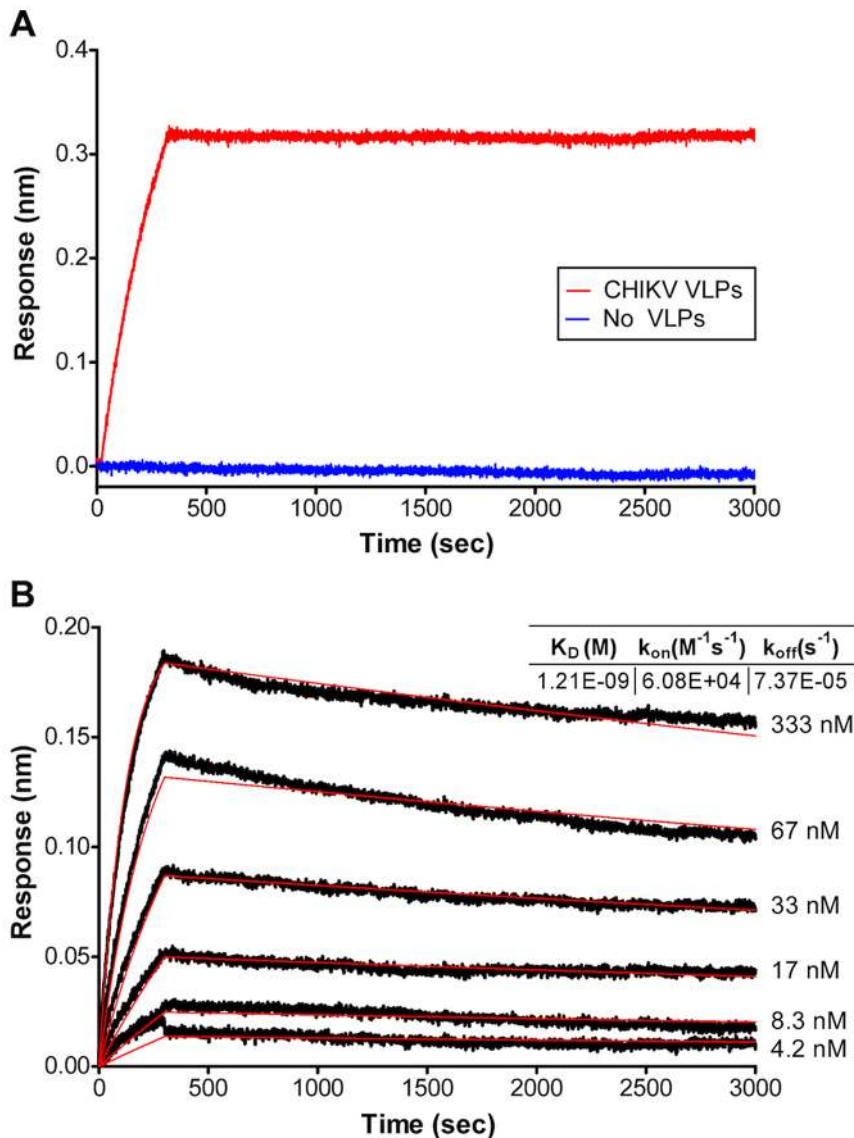 A
0.4
0.3
0.2
0.1
0.0
Response (nm)
CHIKV VLPs
No VLPs
0 500 1000 1500 2000 2500 3000
Time (sec)
B
0.20
0.15
0.10
0.05
0.00
Response (nm)
K_D (M) k_on(M⁻¹s⁻¹) k_off(s⁻¹)
1.21E-09 6.08E+04 7.37E-05
333 nM
67 nM
33 nM
17 nM
8.3 nM
4.2 nM
0 500 1000 1500 2000 2500 3000
Time (sec)